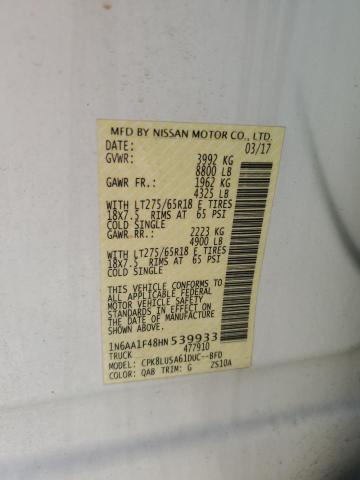 MFD BY NISSAN MOTOR CO., LTD.
DATE: 03/17
GVWR: 3992 KG
8800 LB
GAWR FR.: 1962 KG
4325 LB
WITH LT275/65R18 E TIRES
18X7.5 RIMS AT 65 PSI
COLD SINGLE
GAWR RR.: 2223 KG
4900 LB
WITH LT275/65R18 E TIRES
18X7.5 RIMS AT 65 PSI
COLD SINGLE
THIS VEHICLE CONFORMS TO ALL
APPLICABLE FEDERAL MOTOR
VEHICLE SAFETY STANDARDS
IN EFFECT ON THE DATE OF
MANUFACTURE SHOWN ABOVE.
1N6AA1F48HN539933
TRUCK 477910
MODEL: CPK8LU5A61DUC--BFD
COLOR: QAB TRIM: G ZS10A